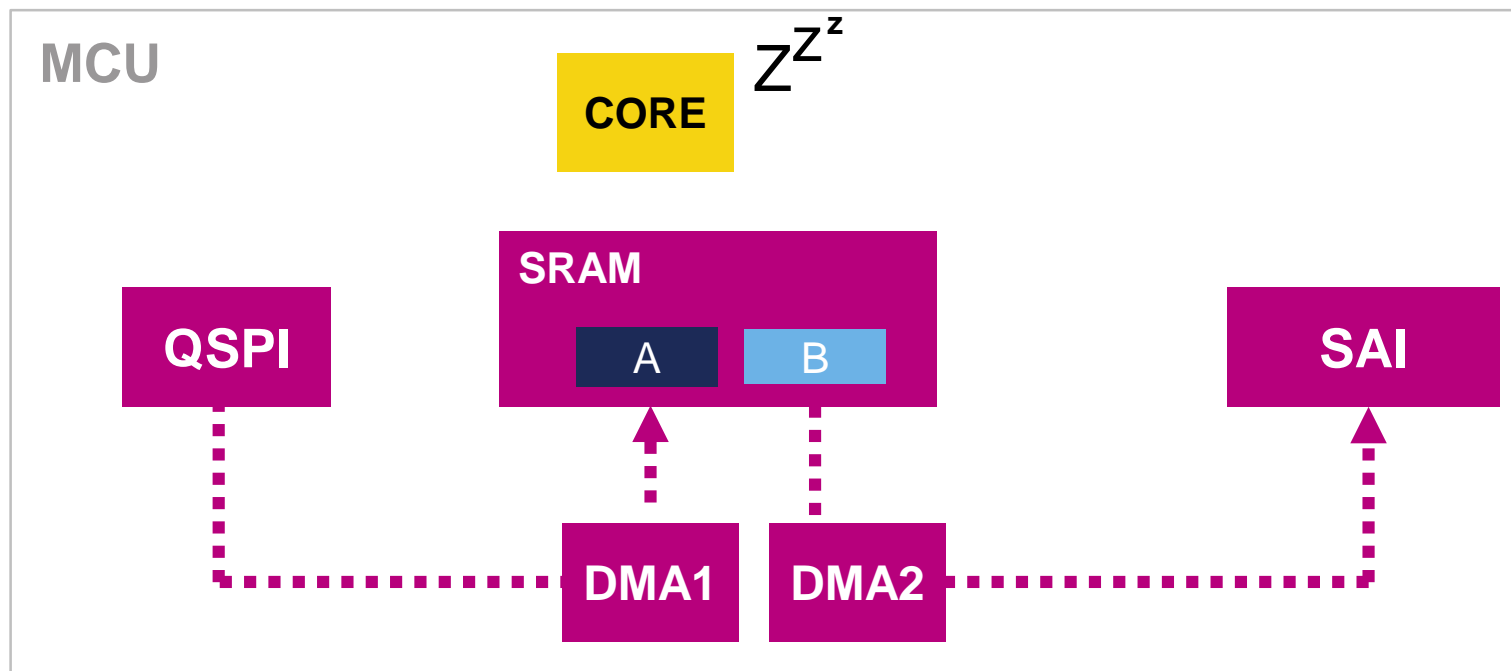 MCU
CORE
Zzz
SRAM
QSPI
A
B
SAI
DMA1
DMA2